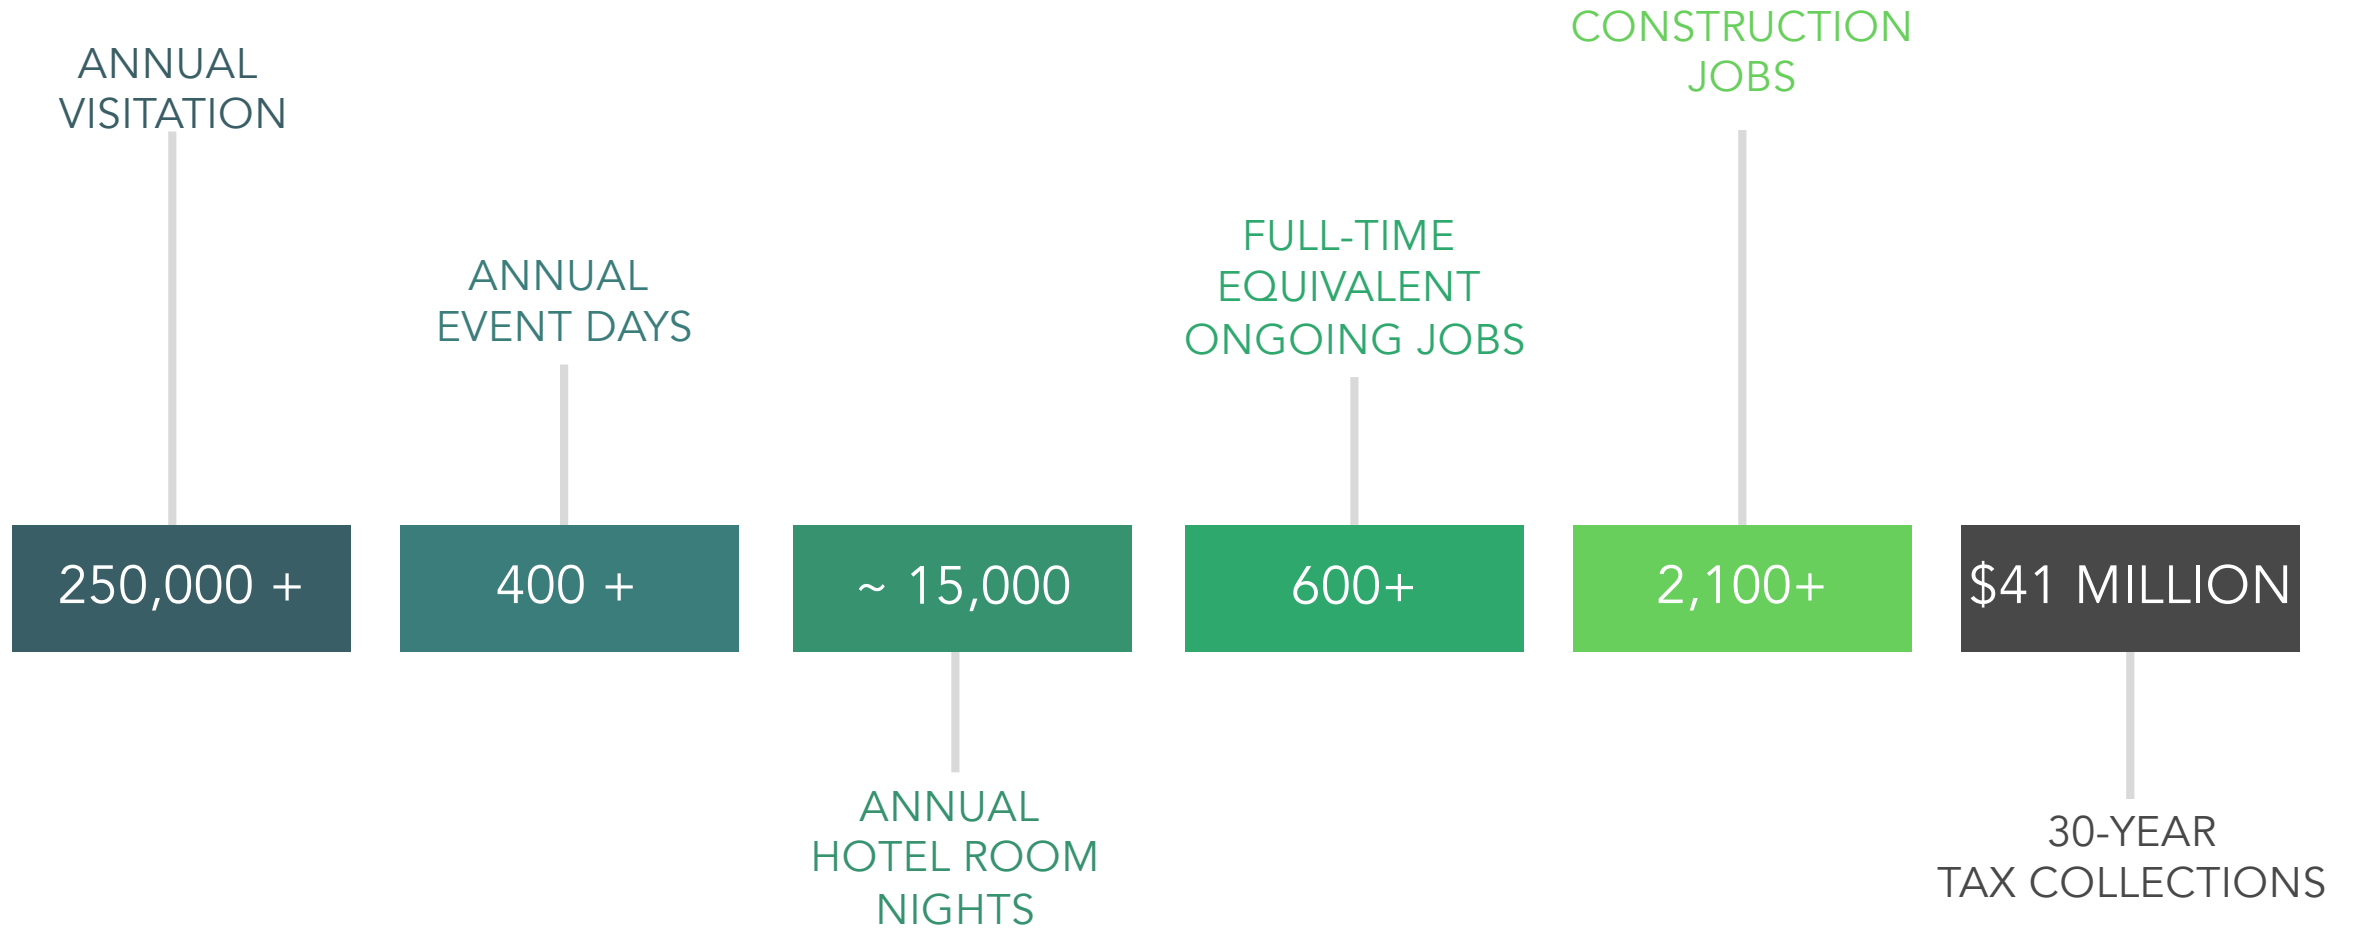 ANNUAL
VISITATION
250,000 +
ANNUAL
EVENT DAYS
400 +
~ 15,000
ANNUAL
HOTEL ROOM
NIGHTS
FULL-TIME
EQUIVALENT
ONGOING JOBS
600+
CONSTRUCTION
JOBS
2,100+
$41 MILLION
30-YEAR
TAX COLLECTIONS